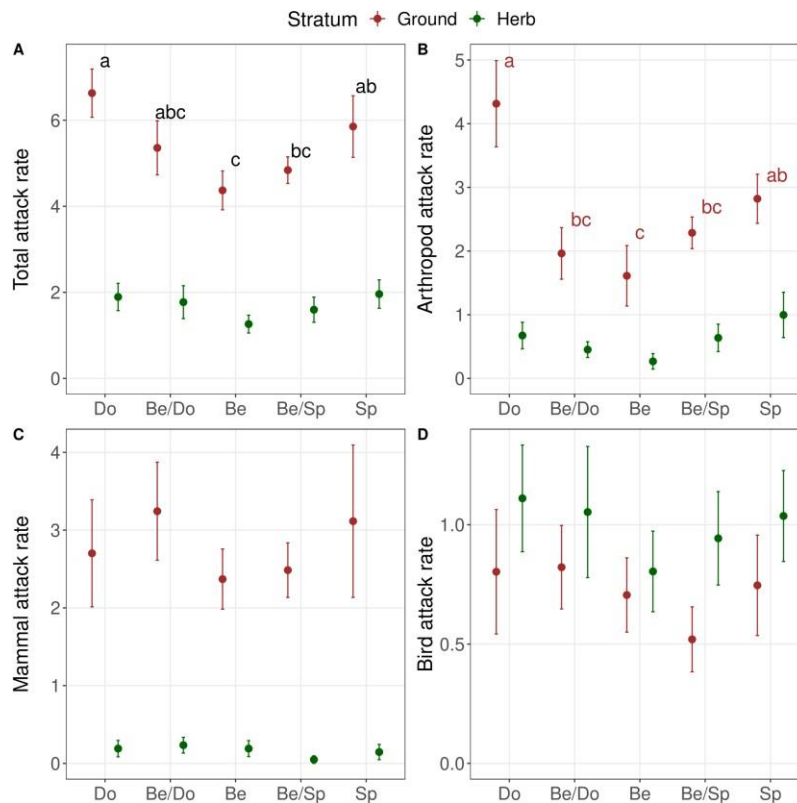 Stratum Ground Herb
A
Total attack rate
6
4
2
0
a
abc
c
bc
ab
Do Be/Do Be Be/Sp Sp
B
Arthropod attack rate
5
4
3
2
1
0
a
bc
c
bc
ab
Do Be/Do Be Be/Sp Sp
C
Mammal attack rate
4
3
2
1
0
Do Be/Do Be Be/Sp Sp
D
Bird attack rate
1.0
0.5
0.0
Do Be/Do Be Be/Sp Sp